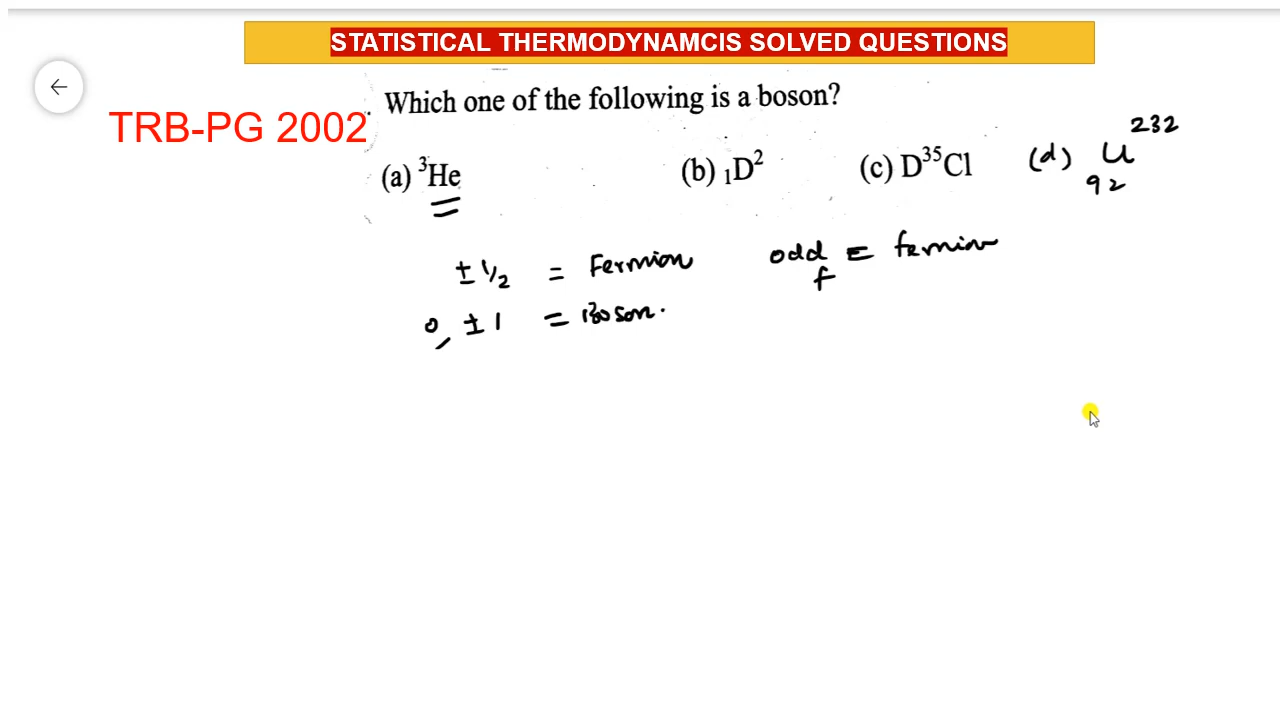 STATISTICAL THERMODYNAMCIS SOLVED QUESTIONS
. Which one of the following is a boson?
TRB-PG 2002
(a) ³He (b) ₁D² (c) D³⁵Cl (d) ₉₂U²³²
± 1/2 = Fermion odd = fermion
f
0, ± 1 = Boson.